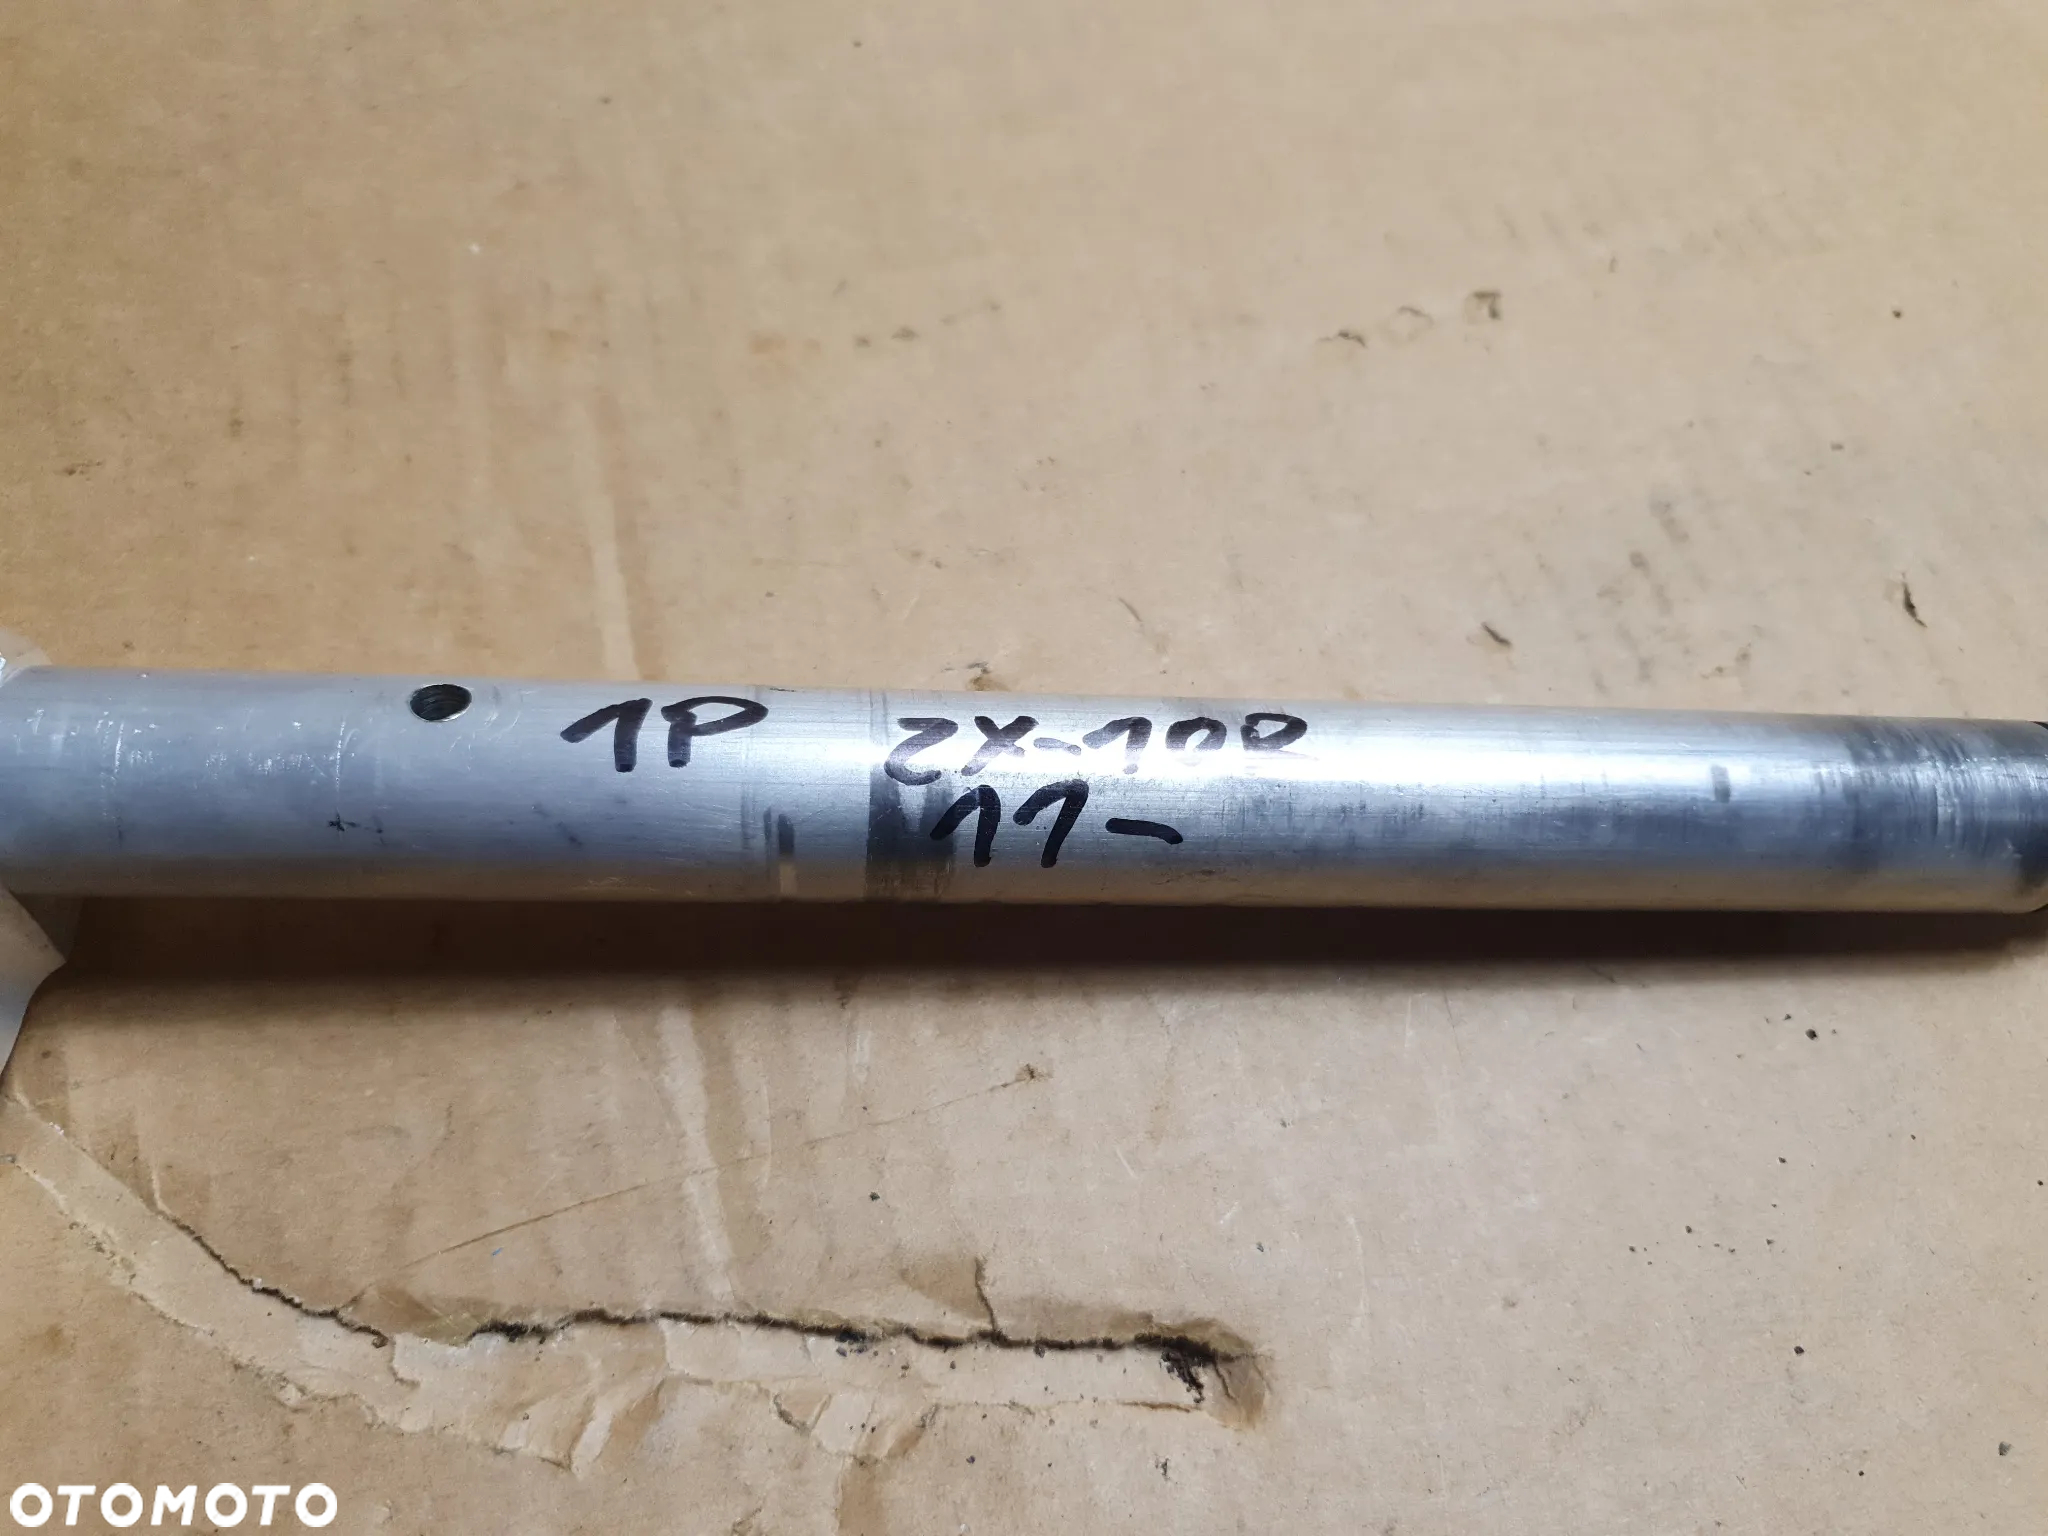 1P ZX-10R
11-
OTOMOTO